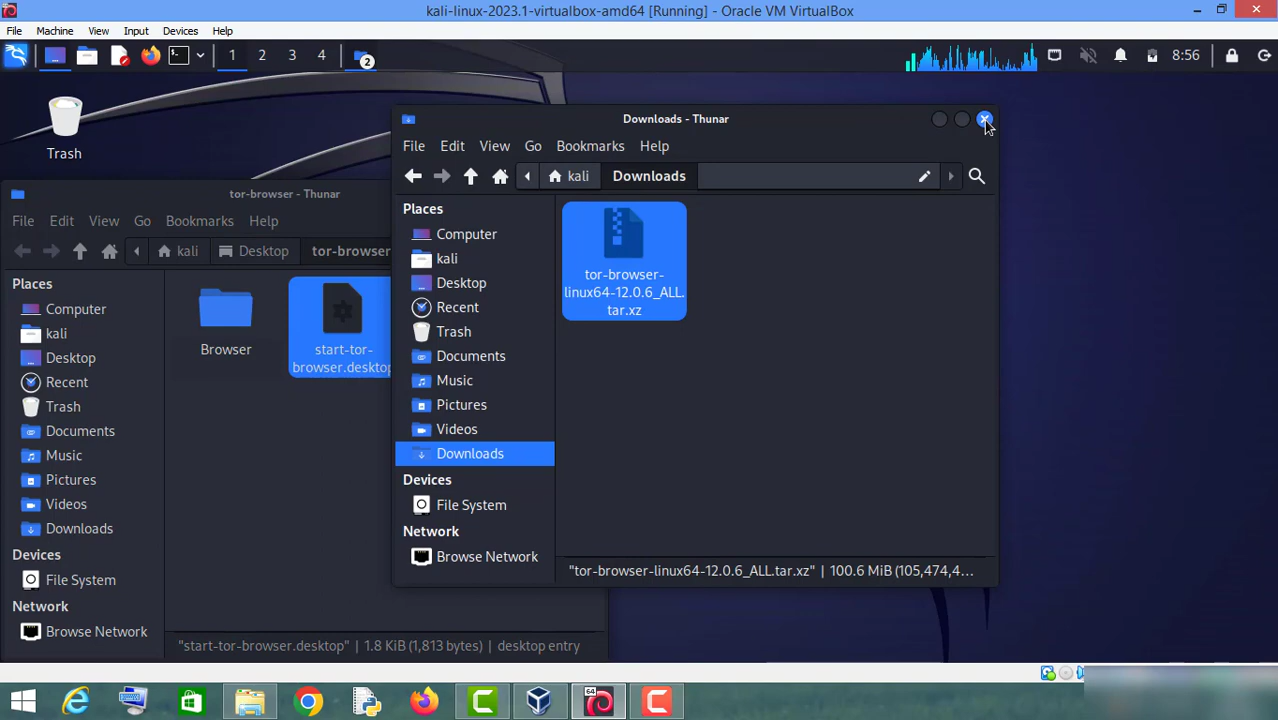 kali-linux-2023.1-virtualbox-amd64 [Running] - Oracle VM VirtualBox
File Machine View Input Devices Help
1 2 3 4 2 8:56
Trash
Downloads - Thunar
File Edit View Go Bookmarks Help
kali Downloads
Places
Computer
kali
Desktop
Recent
Trash
Documents
Music
Pictures
Videos
Downloads
Devices
File System
Network
Browse Network
tor-browser-
linux64-12.0.6_ALL.
tar.xz
"tor-browser-linux64-12.0.6_ALL.tar.xz" | 100.6 MiB (105,474,4...
tor-browser - Thunar
File Edit View Go Bookmarks Help
kali Desktop tor-browser
Places
Computer
kali
Desktop
Recent
Trash
Documents
Music
Pictures
Videos
Downloads
Devices
File System
Network
Browse Network
Browser
start-tor-
browser.desktop
"start-tor-browser.desktop" | 1.8 KiB (1,813 bytes) | desktop entry
64